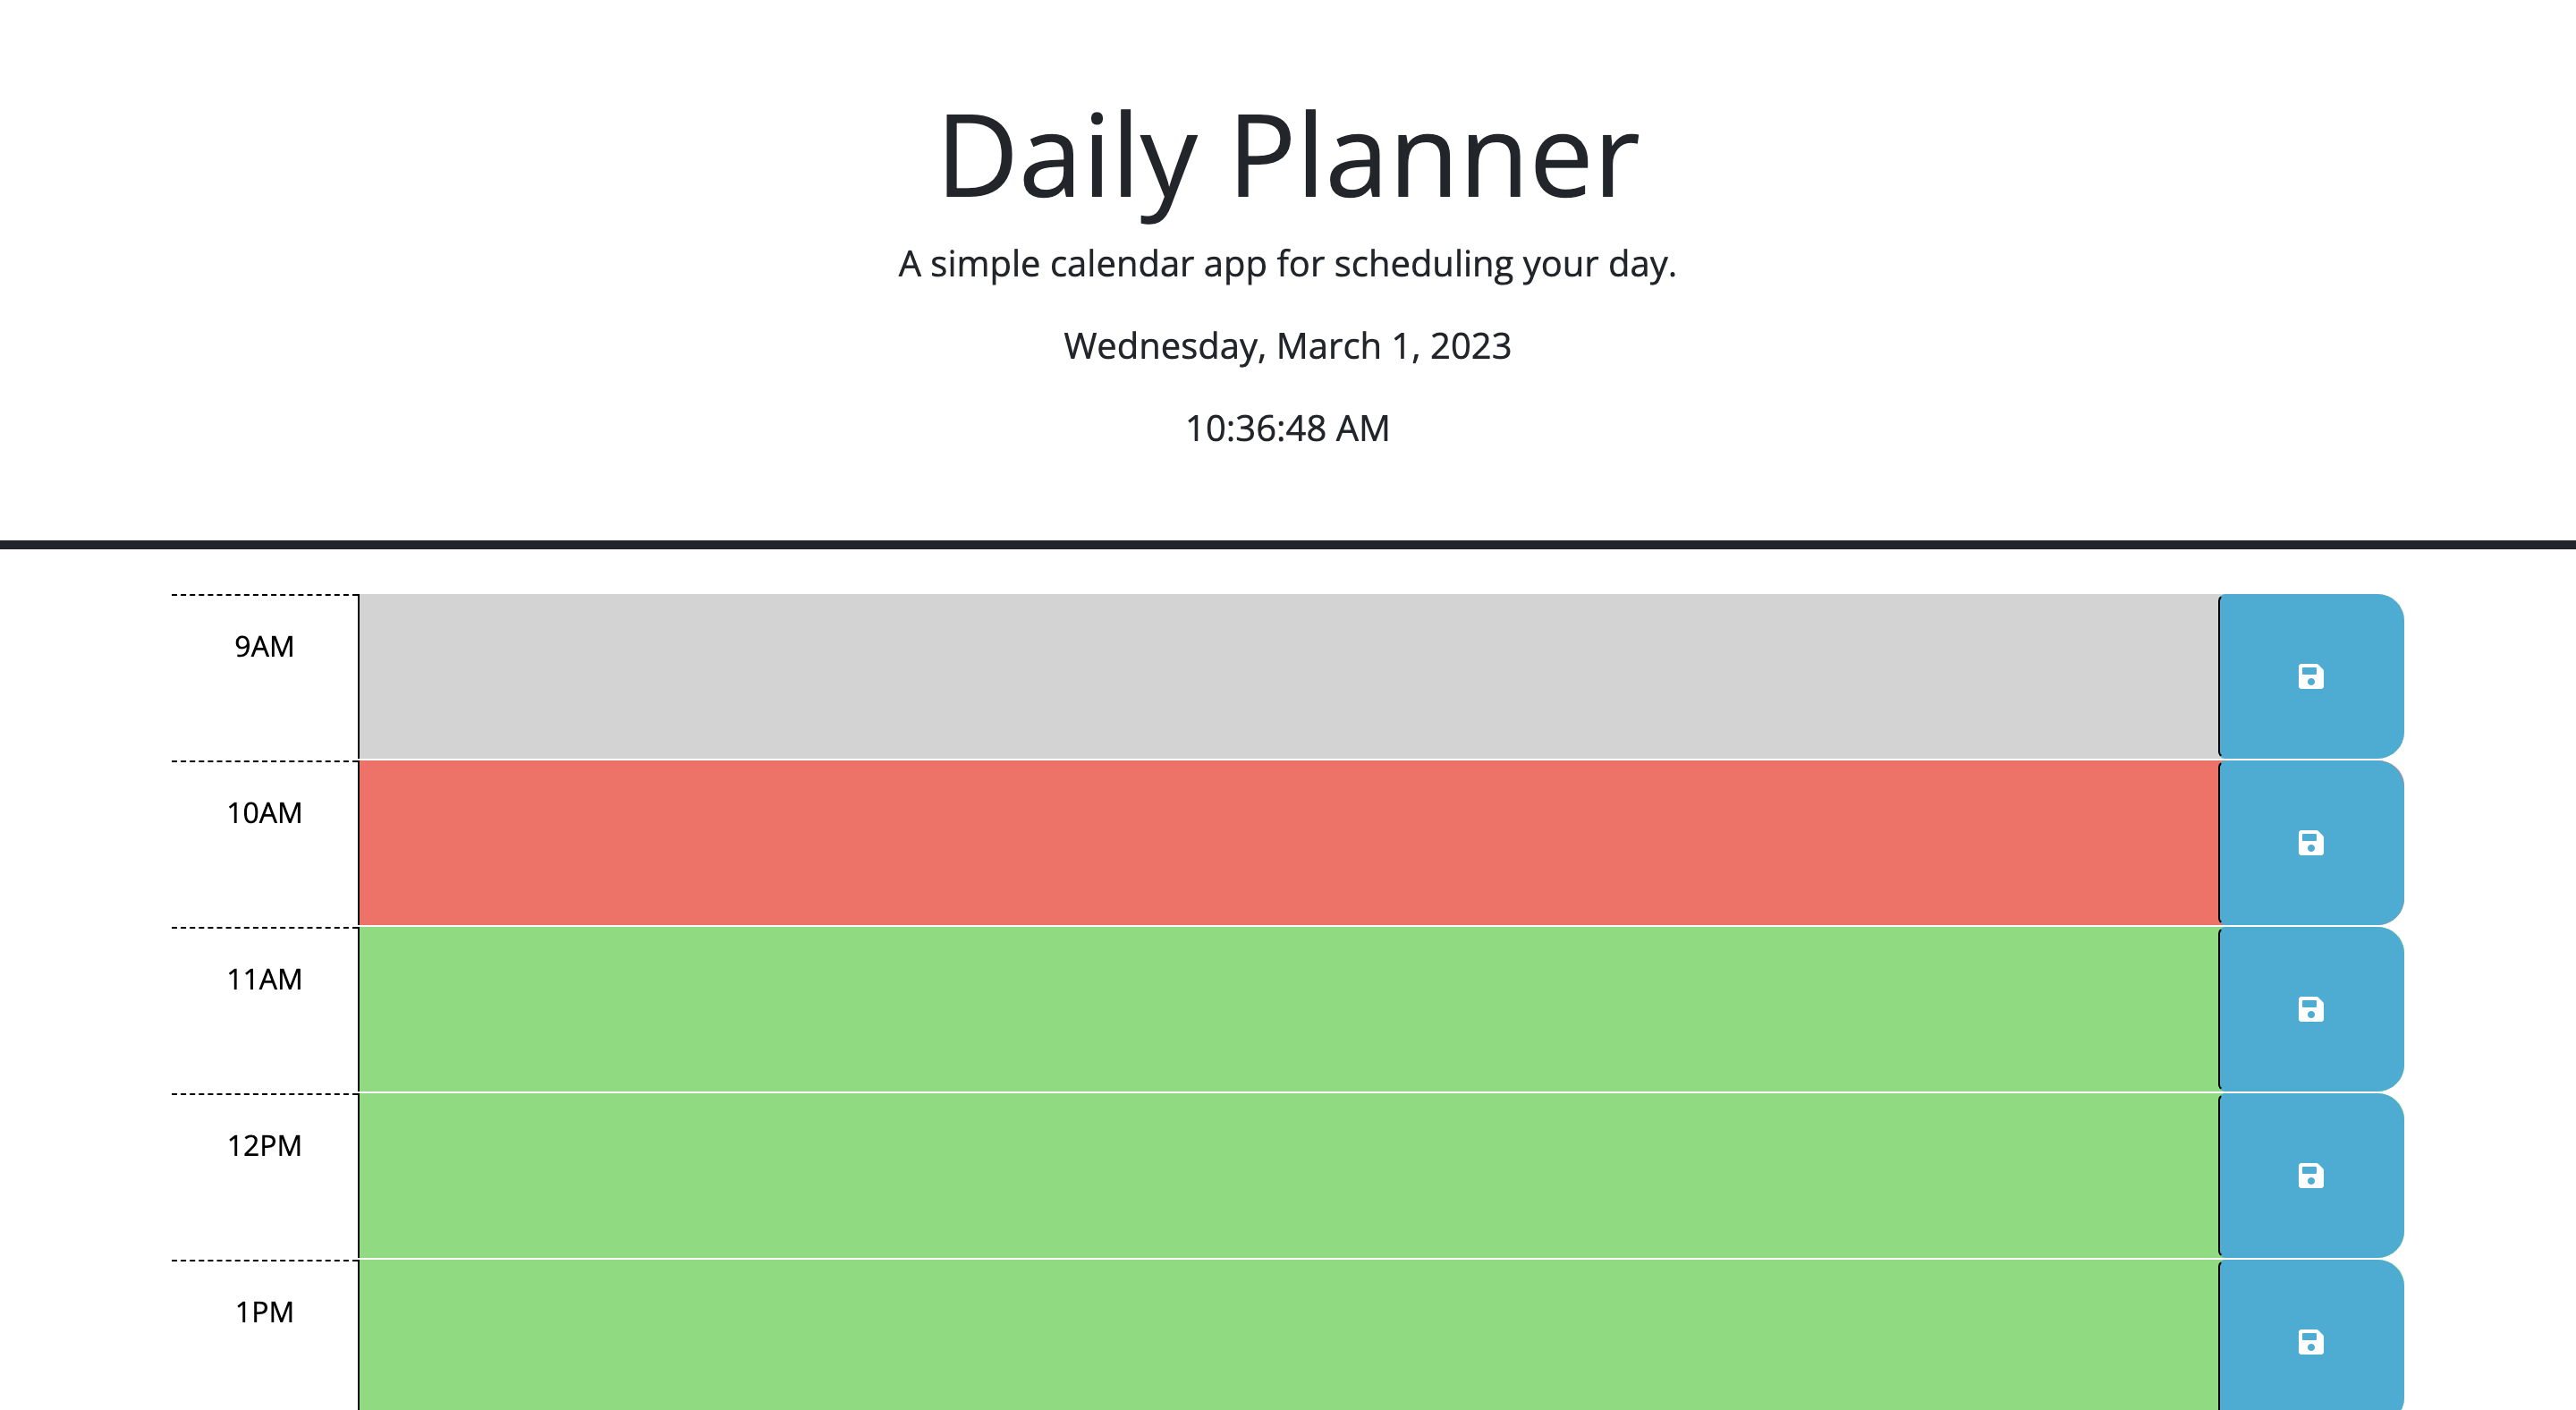 Daily Planner
A simple calendar app for scheduling your day.
Wednesday, March 1, 2023
10:36:48 AM
9AM
10AM
11AM
12PM
1PM